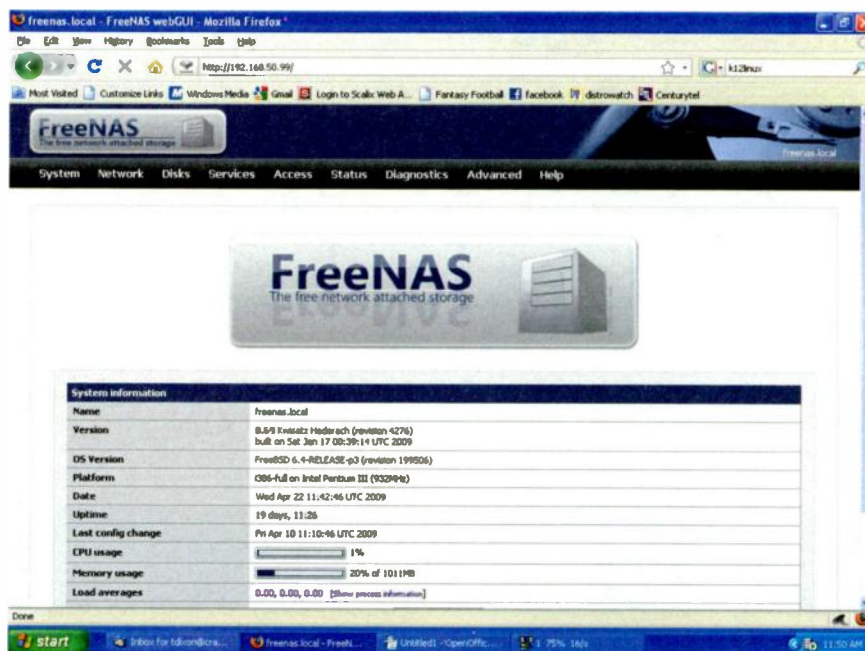 freenas.local - FreeNAS webGUI - Mozilla Firefox
File Edit View History Bookmarks Tools Help
http://192.168.50.99/
k12linux
Most Visited Customize Links Windows Media Gmail Login to Scalix Web A... Fantasy Football facebook distrowatch Centurytel
FreeNAS
The free network attached storage
freenas.local
System Network Disks Services Access Status Diagnostics Advanced Help
FreeNAS
The free network attached storage
System information
Name freenas.local
Version 0.69 Kwisatz Haderach (revision 4276)
built on Sat Jan 17 08:39:14 UTC 2009
OS Version FreeBSD 6.4-RELEASE-p3 (revision 199506)
Platform i386-full on Intel Pentium III (932MHz)
Date Wed Apr 22 11:42:46 UTC 2009
Uptime 19 days, 11:26
Last config change Fri Apr 10 11:10:46 UTC 2009
CPU usage 1%
Memory usage 20% of 1011MB
Load averages 0.00, 0.00, 0.00 [Show process information]
Done
start Inbox for tdixon@cra... freenas.local - FreeN... Untitled1 - OpenOffic... 11:50 AM